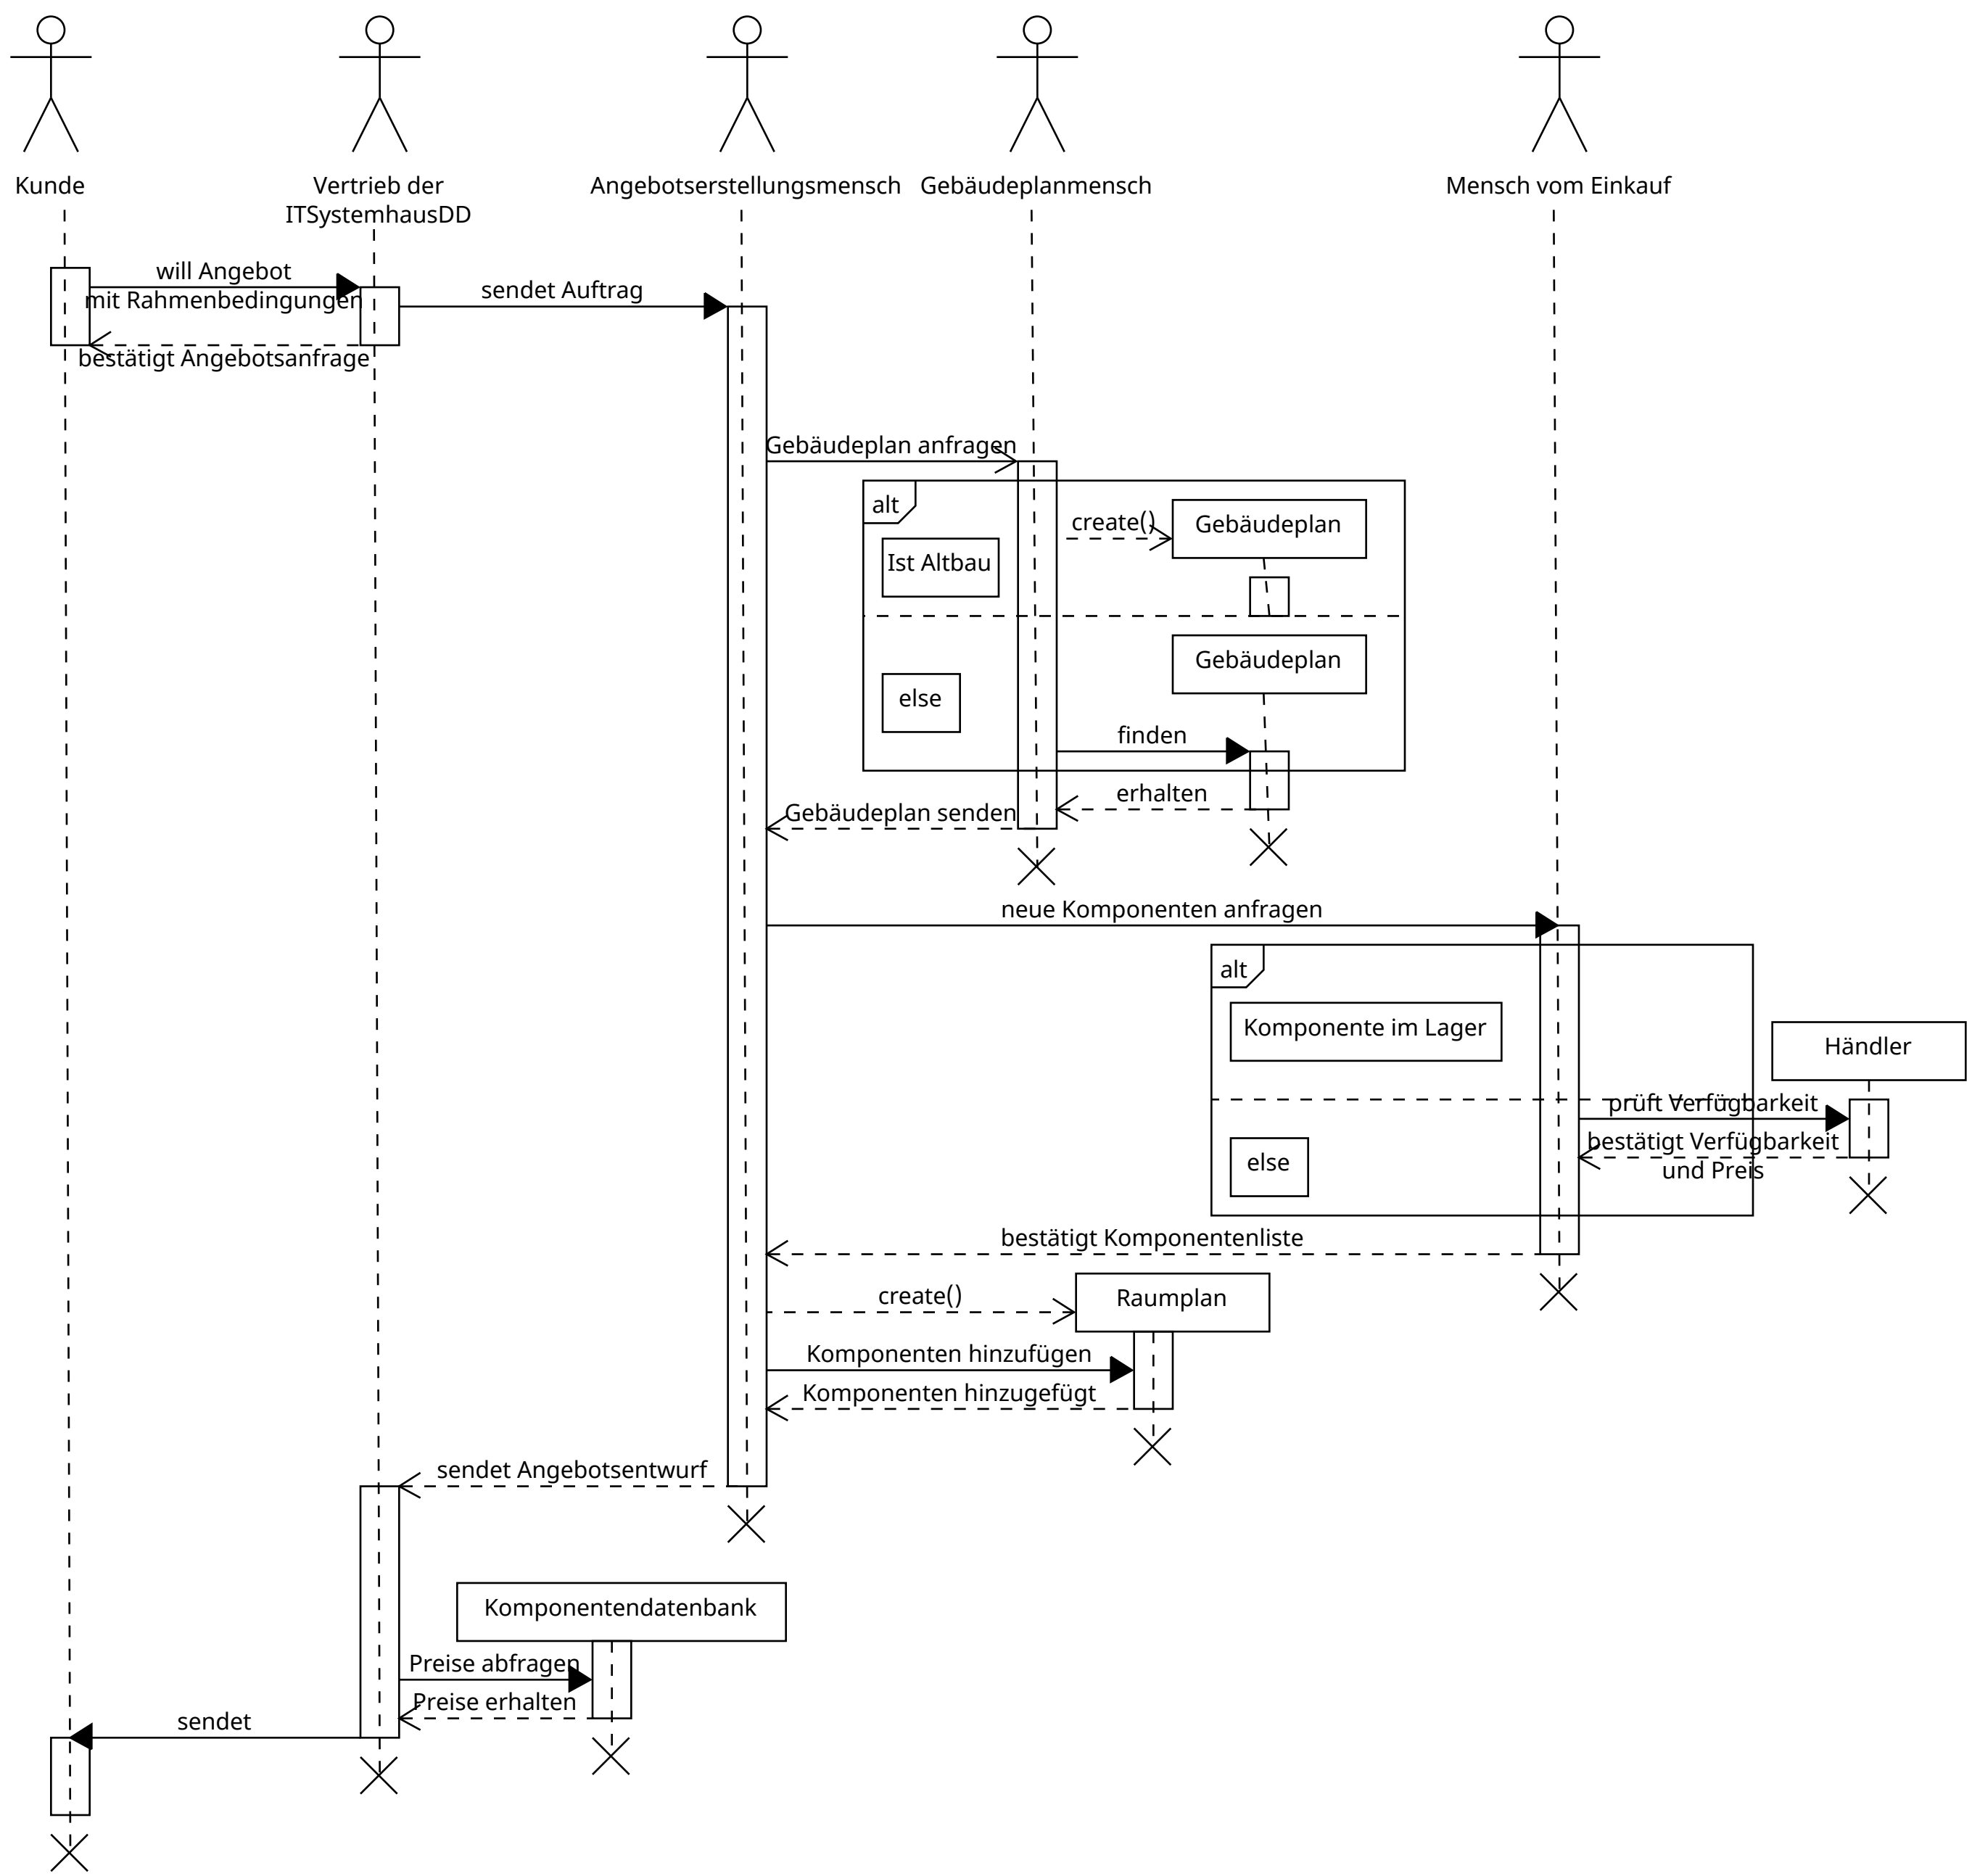 Kunde
Vertrieb der
ITSystemhausDD
Angebotserstellungsmensch
Gebäudeplanmensch
Mensch vom Einkauf
will Angebot
mit Rahmenbedingungen
sendet Auftrag
bestätigt Angebotsanfrage
Gebäudeplan anfragen
alt
create()
Gebäudeplan
Ist Altbau
Gebäudeplan
else
finden
erhalten
Gebäudeplan senden
neue Komponenten anfragen
alt
Komponente im Lager
Händler
prüft Verfügbarkeit
bestätigt Verfügbarkeit
und Preis
else
bestätigt Komponentenliste
create()
Raumplan
Komponenten hinzufügen
Komponenten hinzugefügt
sendet Angebotsentwurf
Komponentendatenbank
Preise abfragen
Preise erhalten
sendet